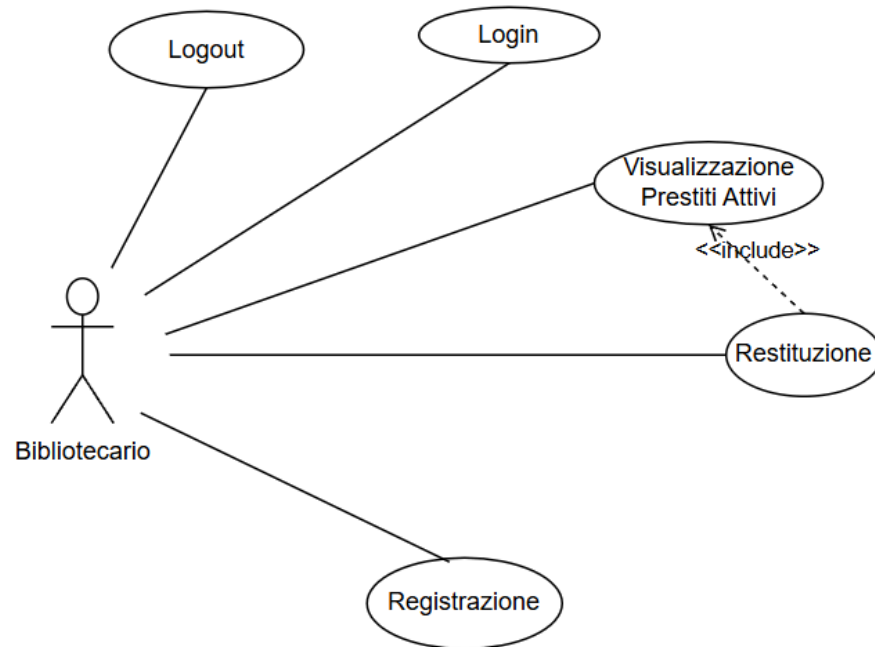 Logout
Login
Visualizzazione
Prestiti Attivi
<<include>>
Restituzione
Bibliotecario
Registrazione